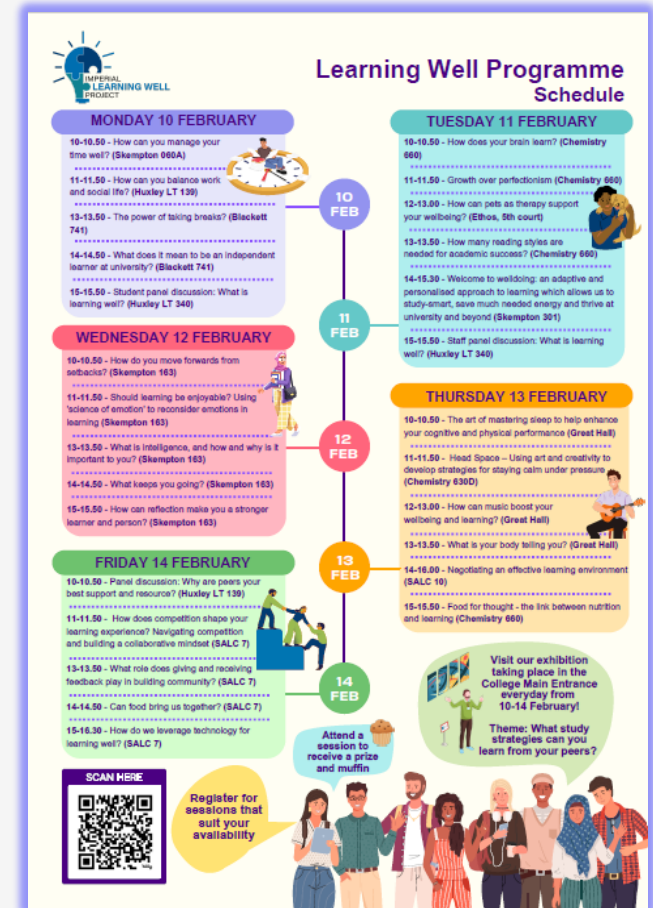 IMPERIAL
LEARNING WELL
PROJECT
Learning Well Programme
Schedule
MONDAY 10 FEBRUARY
10-10.50 - How can you manage your
time well? (Skempton 060A)
11-11.50 - How can you balance work
and social life? (Huxley LT 139)
13-13.50 - The power of taking breaks? (Blackett
741)
14-14.50 - What does it mean to be an independent
learner at university? (Blackett 741)
15-15.50 - Student panel discussion: What is
learning well? (Huxley LT 340)
10
FEB
TUESDAY 11 FEBRUARY
10-10.50 - How does your brain learn? (Chemistry
660)
11-11.50 - Growth over perfectionism (Chemistry 660)
12-13.00 - How can pets as therapy support
your wellbeing? (Ethos, 5th court)
13-13.50 - How many reading styles are
needed for academic success? (Chemistry 660)
14-15.30 - Welcome to welldoing: an adaptive and
personalised approach to learning which allows us to
study-smart, save much needed energy and thrive at
university and beyond (Skempton 301)
15-15.50 - Staff panel discussion: What is learning
well? (Huxley LT 340)
11
FEB
WEDNESDAY 12 FEBRUARY
10-10.50 - How do you move forwards from
setbacks? (Skempton 163)
11-11.50 - Should learning be enjoyable? Using
'science of emotion' to reconsider emotions in
learning (Skempton 163)
13-13.50 - What is intelligence, and how and why is it
important to you? (Skempton 163)
14-14.50 - What keeps you going? (Skempton 163)
15-15.50 - How can reflection make you a stronger
learner and person? (Skempton 163)
12
FEB
THURSDAY 13 FEBRUARY
10-10.50 - The art of mastering sleep to help enhance
your cognitive and physical performance (Great Hall)
11-11.50 - Head Space – Using art and creativity to
develop strategies for staying calm under pressure
(Chemistry 630D)
12-13.00 - How can music boost your
wellbeing and learning? (Great Hall)
13-13.50 - What is your body telling you? (Great Hall)
14-16.00 - Negotiating an effective learning environment
(SALC 10)
15-15.50 - Food for thought - the link between nutrition
and learning (Chemistry 660)
13
FEB
FRIDAY 14 FEBRUARY
10-10.50 - Panel discussion: Why are peers your
best support and resource? (Huxley LT 139)
11-11.50 - How does competition shape your
learning experience? Navigating competition
and building a collaborative mindset (SALC 7)
13-13.50 - What role does giving and receiving
feedback play in building community? (SALC 7)
14-14.50 - Can food bring us together? (SALC 7)
15-16.30 - How do we leverage technology for
learning well? (SALC 7)
14
FEB
Visit our exhibition
taking place in the
College Main Entrance
everyday from
10-14 February!
Theme: What study
strategies can you
learn from your peers?
Attend a
session to
receive a prize
and muffin
SCAN HERE
Register for
sessions that
suit your
availability